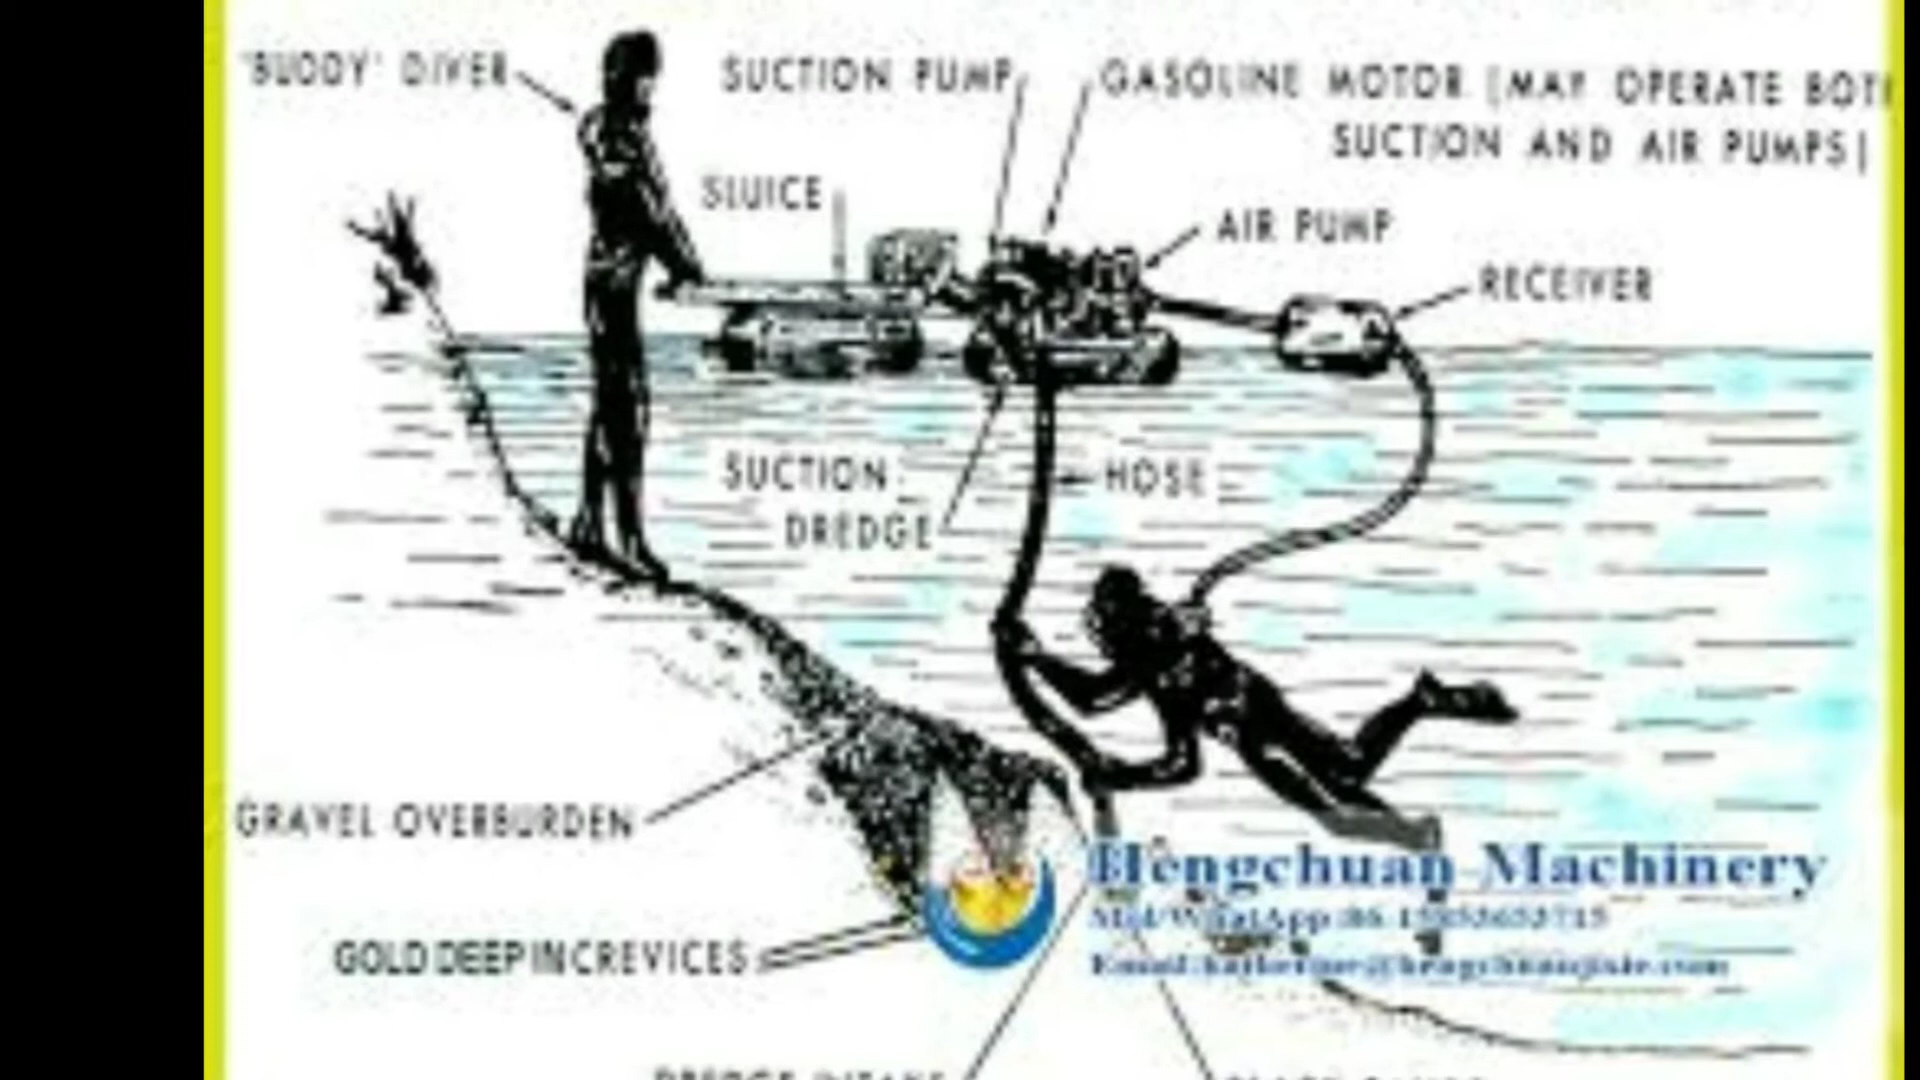 'BUDDY' DIVER
SUCTION PUMP
GASOLINE MOTOR (MAY OPERATE
SUCTION AND AIR PUMPS)
SLUICE
AIR PUMP
RECEIVER
SUCTION
DREDGE
HOSE
GRAVEL OVERBURDEN
Hengchuan Machinery
GOLD DEEP IN CREVICES